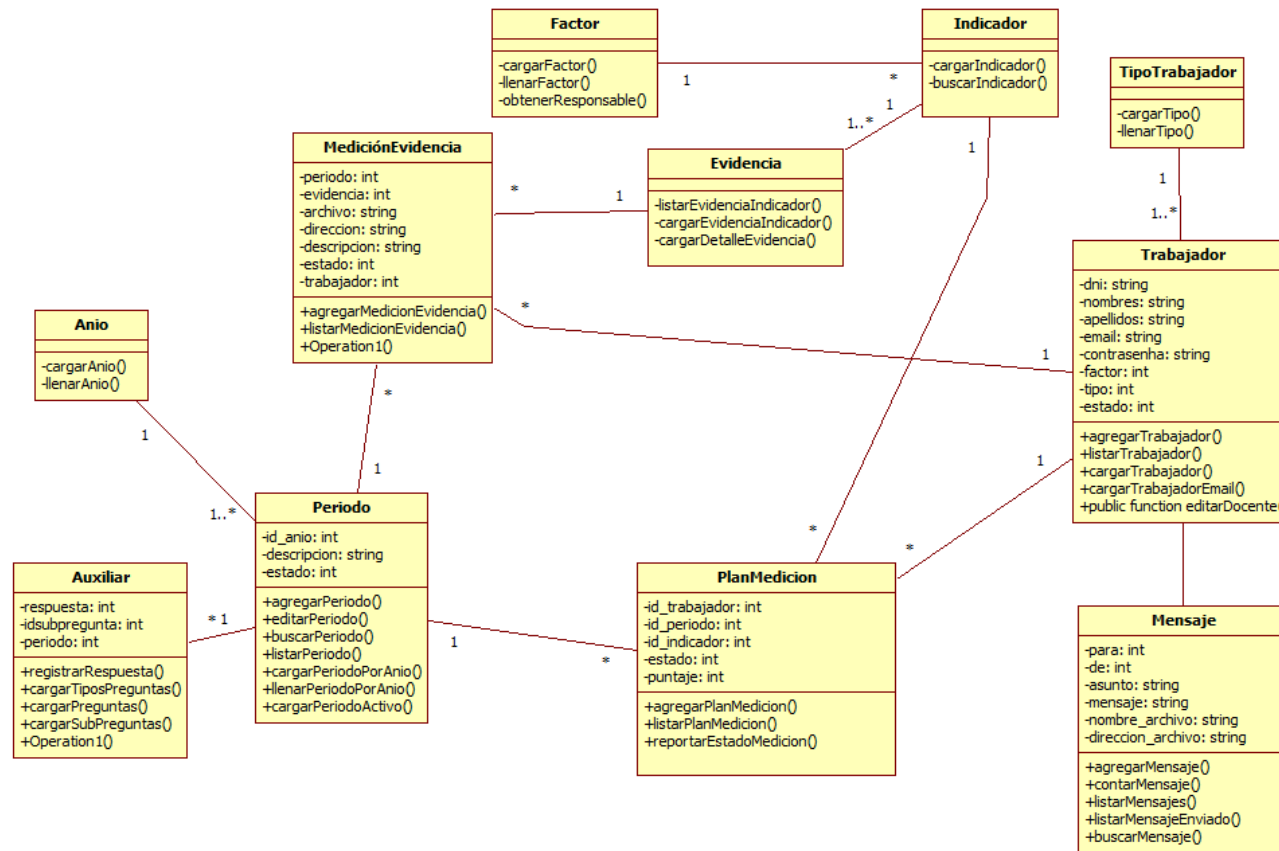 Factor
-cargarFactor()
-llenarFactor()
-obtenerResponsable()
1
*
Indicador
-cargarIndicador()
-buscarIndicador()
1
1..*
1
TipoTrabajador
-cargarTipo()
-llenarTipo()
1
1..*
MediciónEvidencia
-periodo: int
-evidencia: int
-archivo: string
-direccion: string
-descripcion: string
-estado: int
-trabajador: int
+agregarMedicionEvidencia()
+listarMedicionEvidencia()
+Operation1()
*
1
Evidencia
-listarEvidenciaIndicador()
-cargarEvidenciaIndicador()
-cargarDetalleEvidencia()
*
1
Trabajador
-dni: string
-nombres: string
-apellidos: string
-email: string
-contrasenha: string
-factor: int
-tipo: int
-estado: int
+agregarTrabajador()
+listarTrabajador()
+cargarTrabajador()
+cargarTrabajadorEmail()
+public function editarDocente(
Anio
-cargarAnio()
-llenarAnio()
1
1..*
*
1
Periodo
-id_anio: int
-descripcion: string
-estado: int
+agregarPeriodo()
+editarPeriodo()
+buscarPeriodo()
+listarPeriodo()
+cargarPeriodoPorAnio()
+llenarPeriodoPorAnio()
+cargarPeriodoActivo()
Auxiliar
-respuesta: int
-idsubpregunta: int
-periodo: int
+registrarRespuesta()
+cargarTiposPreguntas()
+cargarPreguntas()
+cargarSubPreguntas()
+Operation1()
* 1
1
*
*
1
*
PlanMedicion
-id_trabajador: int
-id_periodo: int
-id_indicador: int
-estado: int
-puntaje: int
+agregarPlanMedicion()
+listarPlanMedicion()
+reportarEstadoMedicion()
Mensaje
-para: int
-de: int
-asunto: string
-mensaje: string
-nombre_archivo: string
-direccion_archivo: string
+agregarMensaje()
+contarMensaje()
+listarMensajes()
+listarMensajeEnviado()
+buscarMensaje()